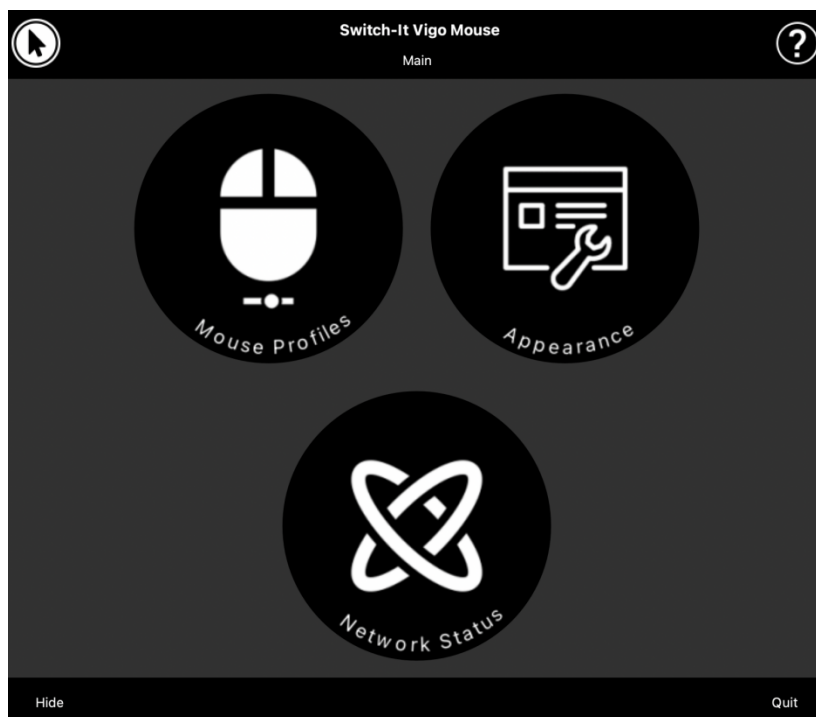 Switch-It Vigo Mouse
Main
?
Mouse Profiles
Appearance
Network Status
Hide
Quit